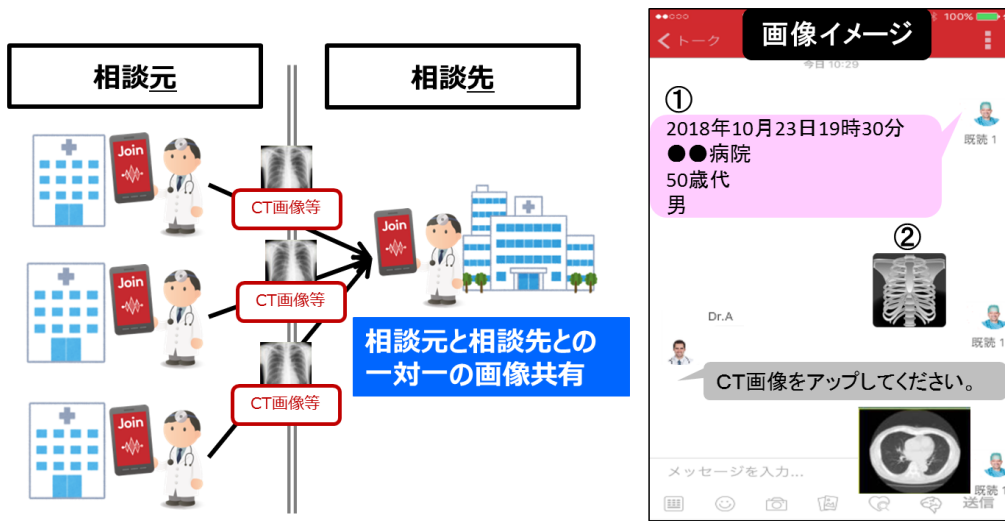 相談元
相談先
Join
CT画像等
Join
Join
CT画像等
Join
CT画像等
相談元と相談先との
一対一の画像共有
100%
トーク
画像イメージ
今日 10:29
①
2018年10月23日19時30分
●●病院
50歳代
男
既読 1
②
Dr.A
既読 1
CT画像をアップしてください。
メッセージを入力...
既読 1
送信